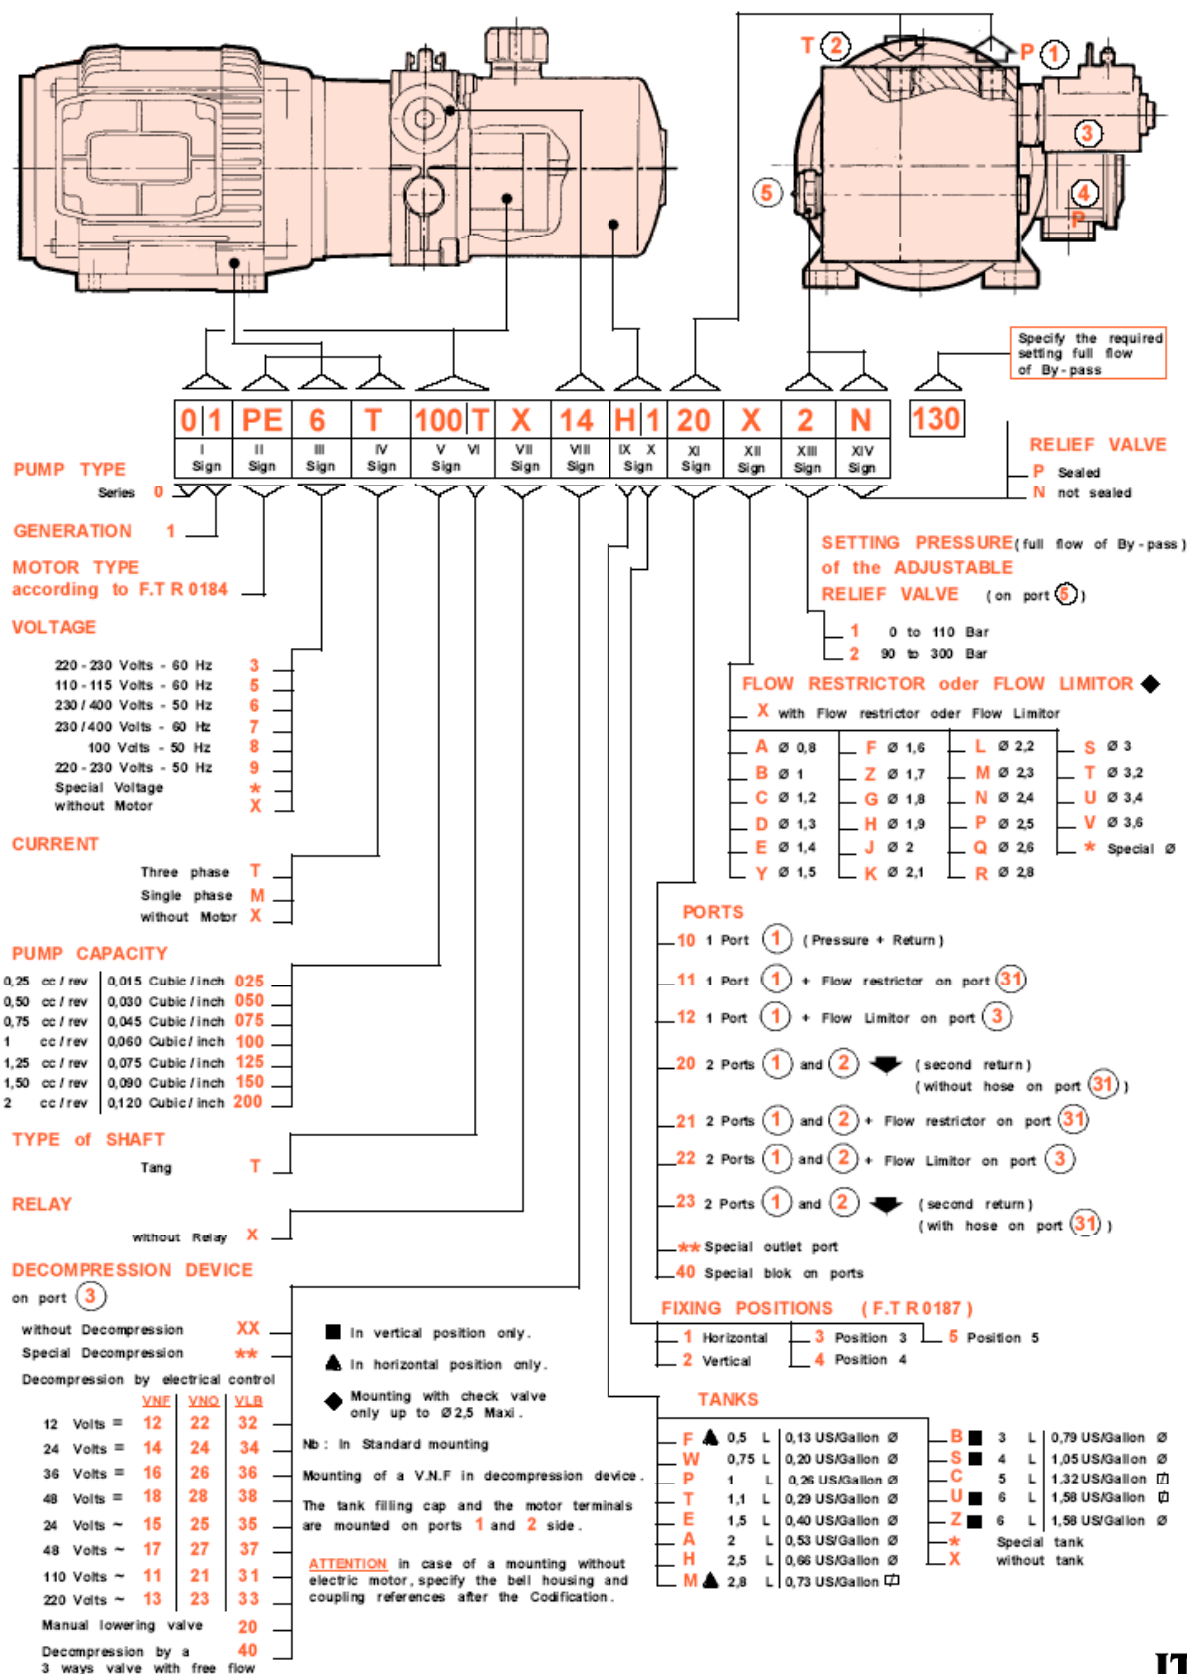 T 2
P 1
3
5
4
P
Specify the required
setting full flow
of By-pass
0 1 PE 6 T 100 T X 14 H 1 20 X 2 N 130
I II III IV V VI VII VIII IX X XI XII XIII XIV
Sign Sign Sign Sign Sign Sign Sign Sign Sign Sign Sign Sign
PUMP TYPE
Series 0
GENERATION 1
MOTOR TYPE
according to F.T R 0184
VOLTAGE
220-230 Volts - 60 Hz 3
110-115 Volts - 60 Hz 5
230/400 Volts - 50 Hz 6
230/400 Volts - 60 Hz 7
100 Volts - 50 Hz 8
220-230 Volts - 50 Hz 9
Special Voltage *
without Motor X
CURRENT
Three phase T
Single phase M
without Motor X
PUMP CAPACITY
0,25 cc/rev 0,015 Cubic/inch 025
0,50 cc/rev 0,030 Cubic/inch 050
0,75 cc/rev 0,045 Cubic/inch 075
1 cc/rev 0,060 Cubic/inch 100
1,25 cc/rev 0,075 Cubic/inch 125
1,50 cc/rev 0,090 Cubic/inch 150
2 cc/rev 0,120 Cubic/inch 200
TYPE of SHAFT
Tang T
RELAY
without Relay X
DECOMPRESSION DEVICE
on port 3
without Decompression XX
Special Decompression **
Decompression by electrical control
VNF VNO VLB
12 Volts = 12 22 32
24 Volts = 14 24 34
36 Volts = 16 26 36
48 Volts = 18 28 38
24 Volts ~ 15 25 35
48 Volts ~ 17 27 37
110 Volts ~ 11 21 31
220 Volts ~ 13 23 33
Manual lowering valve 20
Decompression by a 40
3 ways valve with free flow
■ In vertical position only.
▲ In horizontal position only.
◆ Mounting with check valve
only up to Ø2,5 Maxi.
Nb: In Standard mounting
Mounting of a V.N.F in decompression device.
The tank filling cap and the motor terminals
are mounted on ports 1 and 2 side.
ATTENTION in case of a mounting without
electric motor, specify the bell housing and
coupling references after the Codification.
RELIEF VALVE
P Sealed
N not sealed
SETTING PRESSURE (full flow of By-pass)
of the ADJUSTABLE
RELIEF VALVE (on port 5)
1 0 to 110 Bar
2 90 to 300 Bar
FLOW RESTRICTOR oder FLOW LIMITOR ◆
X with Flow restrictor oder Flow Limitor
A Ø 0,8 F Ø 1,6 L Ø 2,2 S Ø 3
B Ø 1 Z Ø 1,7 M Ø 2,3 T Ø 3,2
C Ø 1,2 G Ø 1,8 N Ø 2,4 U Ø 3,4
D Ø 1,3 H Ø 1,9 P Ø 2,5 V Ø 3,6
E Ø 1,4 J Ø 2 Q Ø 2,6 * Special Ø
Y Ø 1,5 K Ø 2,1 R Ø 2,8
PORTS
10 1 Port 1 (Pressure + Return)
11 1 Port 1 + Flow restrictor on port 31
12 1 Port 1 + Flow Limitor on port 3
20 2 Ports 1 and 2 (second return)
(without hose on port 31)
21 2 Ports 1 and 2 + Flow restrictor on port 31
22 2 Ports 1 and 2 + Flow Limitor on port 3
23 2 Ports 1 and 2 (second return)
(with hose on port 31)
** Special outlet port
40 Special blok on ports
FIXING POSITIONS (F.T R0187)
1 Horizontal 3 Position 3 5 Position 5
2 Vertical 4 Position 4
TANKS
F ▲ 0,5 L 0,13 US/Gallon Ø
W 0,75 L 0,20 US/Gallon Ø
P 1 L 0,26 US/Gallon Ø
T 1,1 L 0,29 US/Gallon Ø
E 1,5 L 0,40 US/Gallon Ø
A 2 L 0,53 US/Gallon Ø
H 2,5 L 0,66 US/Gallon Ø
M ▲ 2,8 L 0,73 US/Gallon
B ■ 3 L 0,79 US/Gallon Ø
S ■ 4 L 1,05 US/Gallon Ø
C 5 L 1,32 US/Gallon
U ■ 6 L 1,58 US/Gallon
Z ■ 6 L 1,58 US/Gallon Ø
* Special tank
X without tank